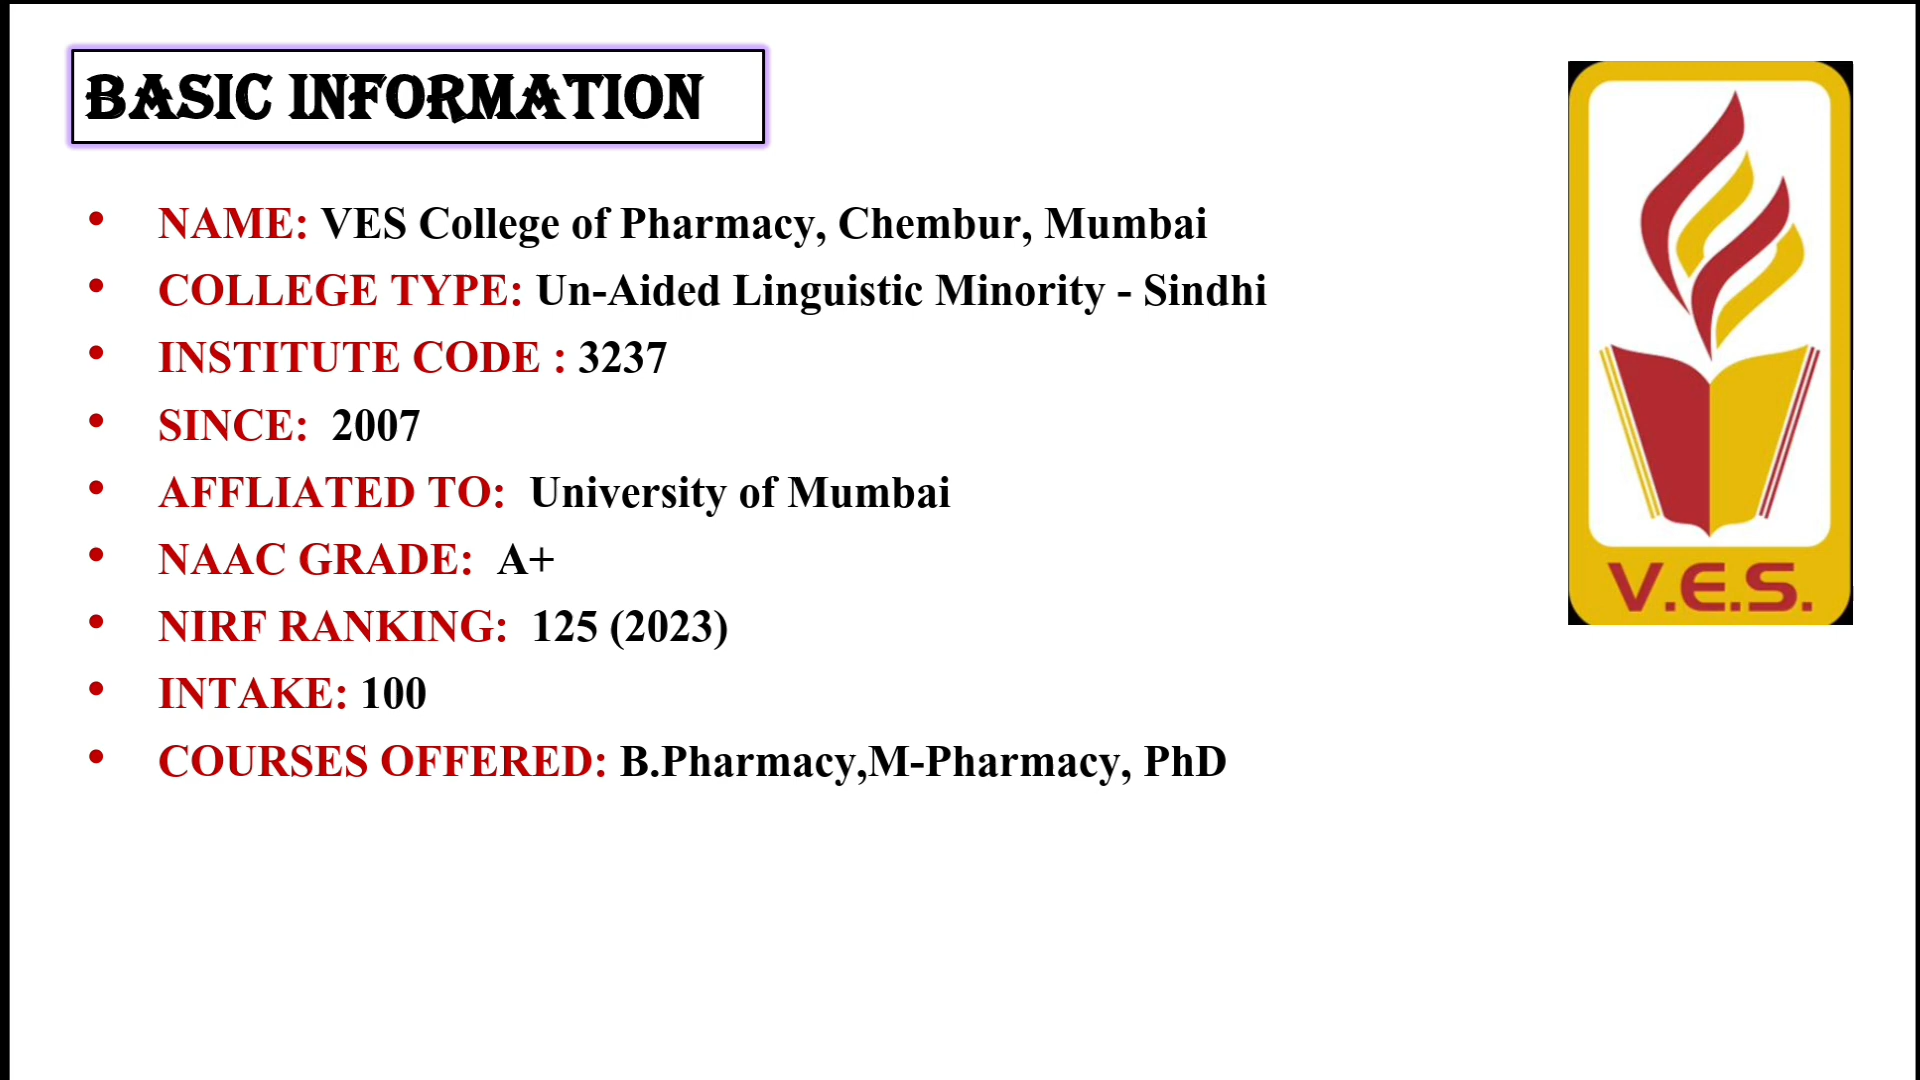 BASIC INFORMATION
• NAME: VES College of Pharmacy, Chembur, Mumbai
• COLLEGE TYPE: Un-Aided Linguistic Minority - Sindhi
• INSTITUTE CODE : 3237
• SINCE: 2007
• AFFLIATED TO: University of Mumbai
• NAAC GRADE: A+
• NIRF RANKING: 125 (2023)
• INTAKE: 100
• COURSES OFFERED: B.Pharmacy,M-Pharmacy, PhD
V.E.S.